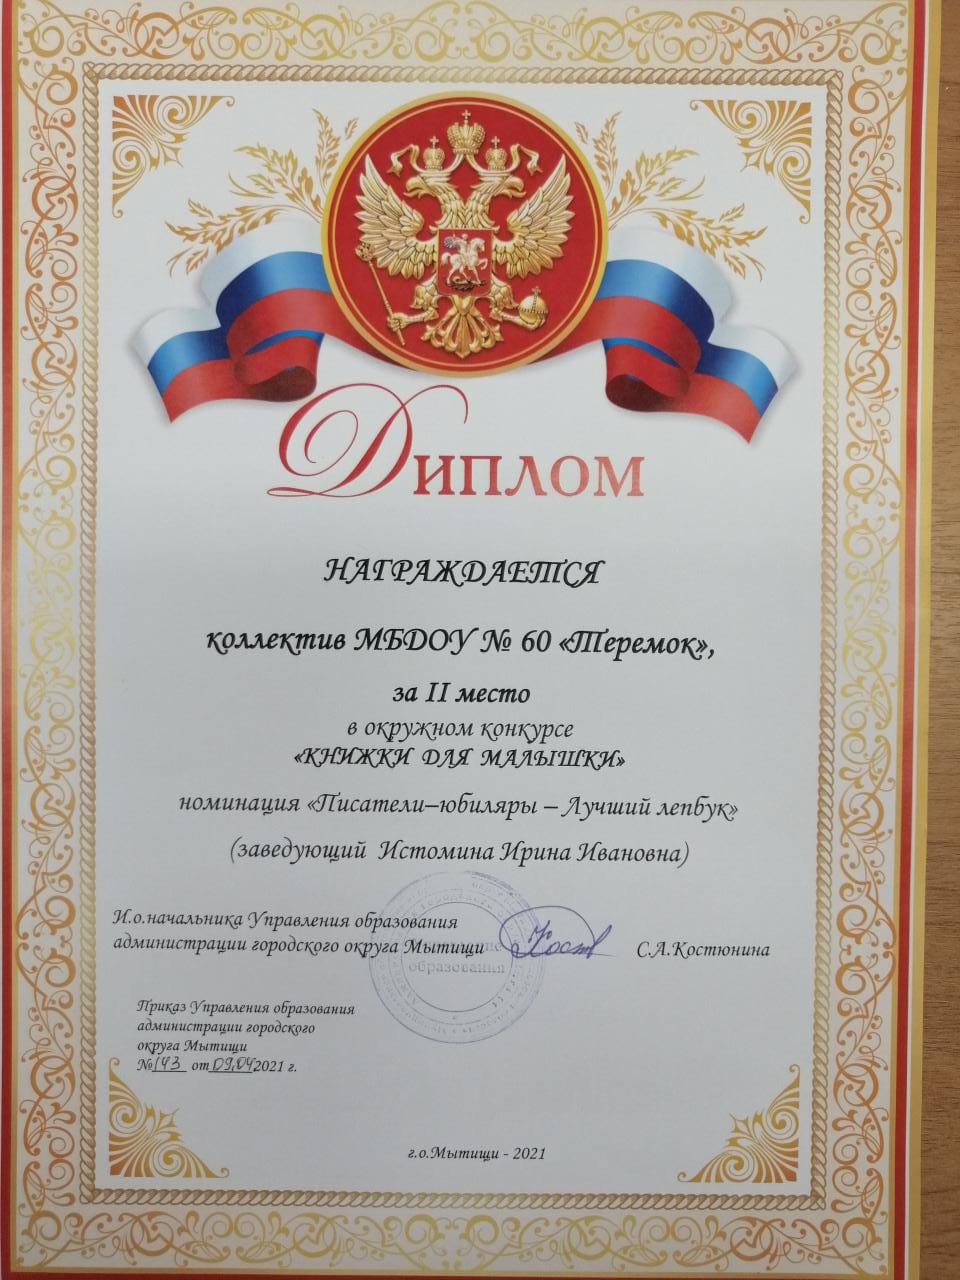 Диплом
НАГРАЖДАЕТСЯ
коллектив МБДОУ № 60 «Теремок»,
за II место
в окружном конкурсе
«КНИЖКИ ДЛЯ МАЛЫШКИ»
номинация «Писатели–юбиляры – Лучший лепбук»
(заведующий Истомина Ирина Ивановна)
И.о.начальника Управления образования
администрации городского округа Мытищи С.А.Костюнина
образования
Приказ Управления образования
администрации городского
округа Мытищи
№143 от 09.04 2021 г.
г.о.Мытищи - 2021